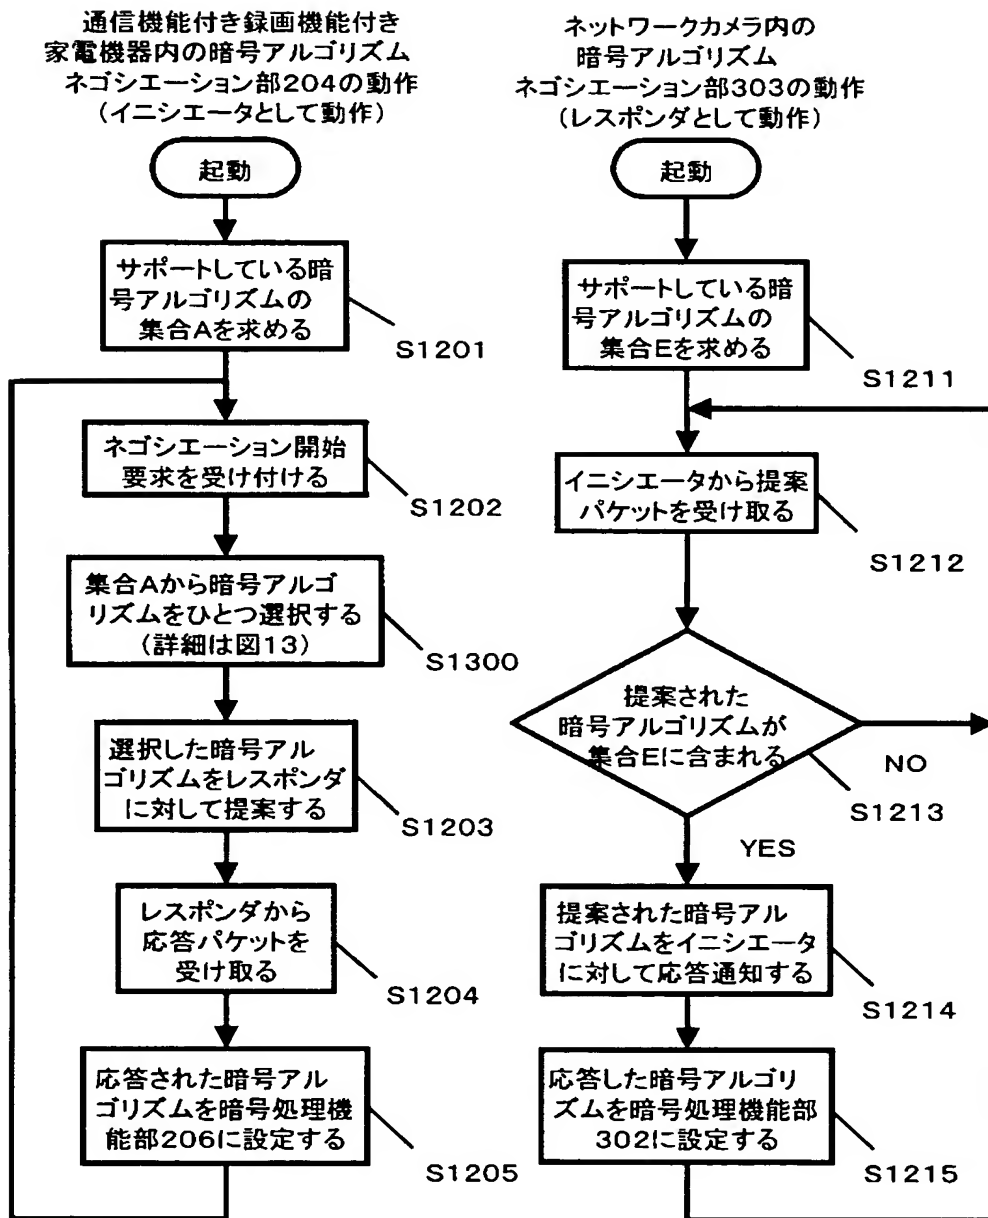 通信機能付き録画機能付き
家電機器内の暗号アルゴリズム
ネゴシエーション部204の動作
(イニシエータとして動作)
起動
サポートしている暗
号アルゴリズムの
集合Aを求める
S1201
ネゴシエーション開始
要求を受け付ける
S1202
集合Aから暗号アルゴ
リズムをひとつ選択する
(詳細は図13)
S1300
選択した暗号アル
ゴリズムをレスポンダ
に対して提案する
S1203
レスポンダから
応答パケットを
受け取る
S1204
応答された暗号アル
ゴリズムを暗号処理機
能部206に設定する
S1205
ネットワークカメラ内の
暗号アルゴリズム
ネゴシエーション部303の動作
(レスポンダとして動作)
起動
サポートしている暗
号アルゴリズムの
集合Eを求める
S1211
イニシエータから提案
パケットを受け取る
S1212
提案された
暗号アルゴリズムが
集合Eに含まれる
NO
S1213
YES
提案された暗号アル
ゴリズムをイニシエータ
に対して応答通知する
S1214
応答した暗号アルゴリ
ズムを暗号処理機能部
302に設定する
S1215